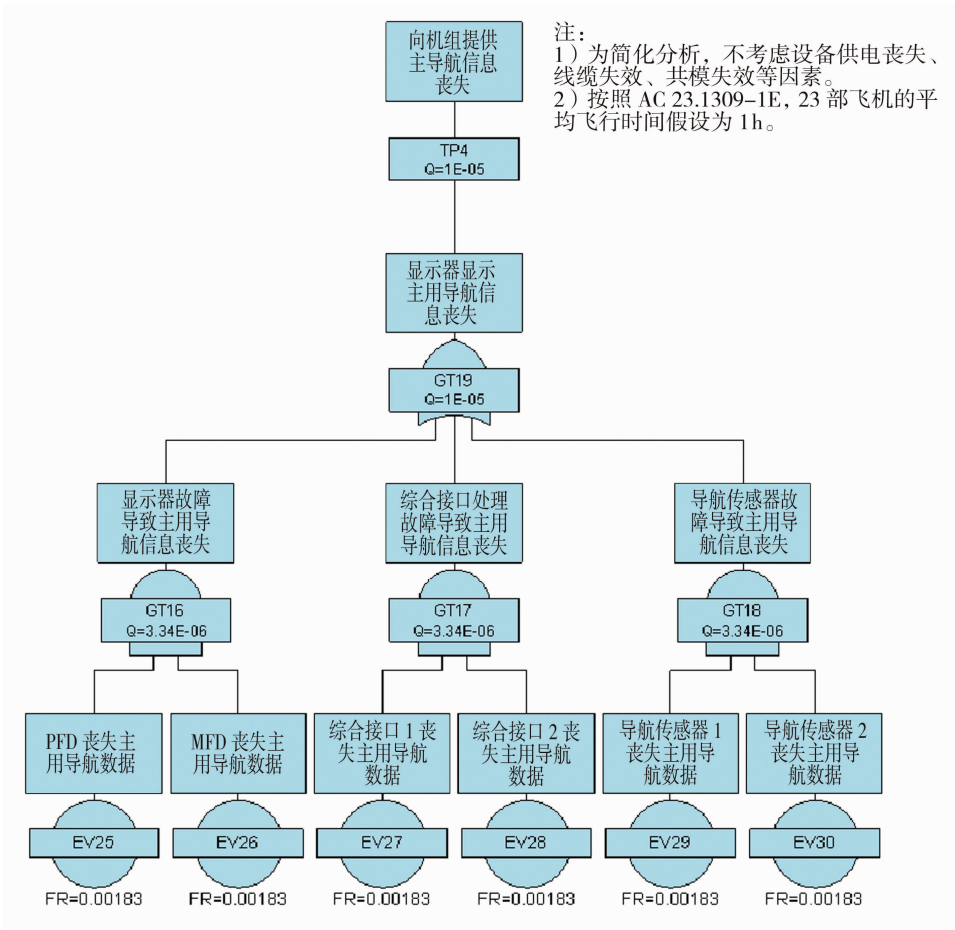 向机组提供
主导航信息
丧失
注：
1）为简化分析，不考虑设备供电丧失、
线缆失效、共模失效等因素。
2）按照 AC 23.1309-1E，23 部飞机的平
均飞行时间假设为 1h。
TP4
Q=1E-05
显示器显示
主用导航信
息丧失
GT19
Q=1E-05
显示器故障
导致主用导
航信息丧失
综合接口处理
故障导致主用
导航信息丧失
导航传感器故
障导致主用导
航信息丧失
GT16
Q=3.34E-06
GT17
Q=3.34E-06
GT18
Q=3.34E-06
PFD 丧失主
用导航数据
MFD 丧失主
用导航数据
综合接口 1 丧
失主用导航
数据
综合接口 2 丧
失主用导航
数据
导航传感器 1
丧失主用导
航数据
导航传感器 2
丧失主用导
航数据
EV25
EV26
EV27
EV28
EV29
EV30
FR=0.00183
FR=0.00183
FR=0.00183
FR=0.00183
FR=0.00183
FR=0.00183